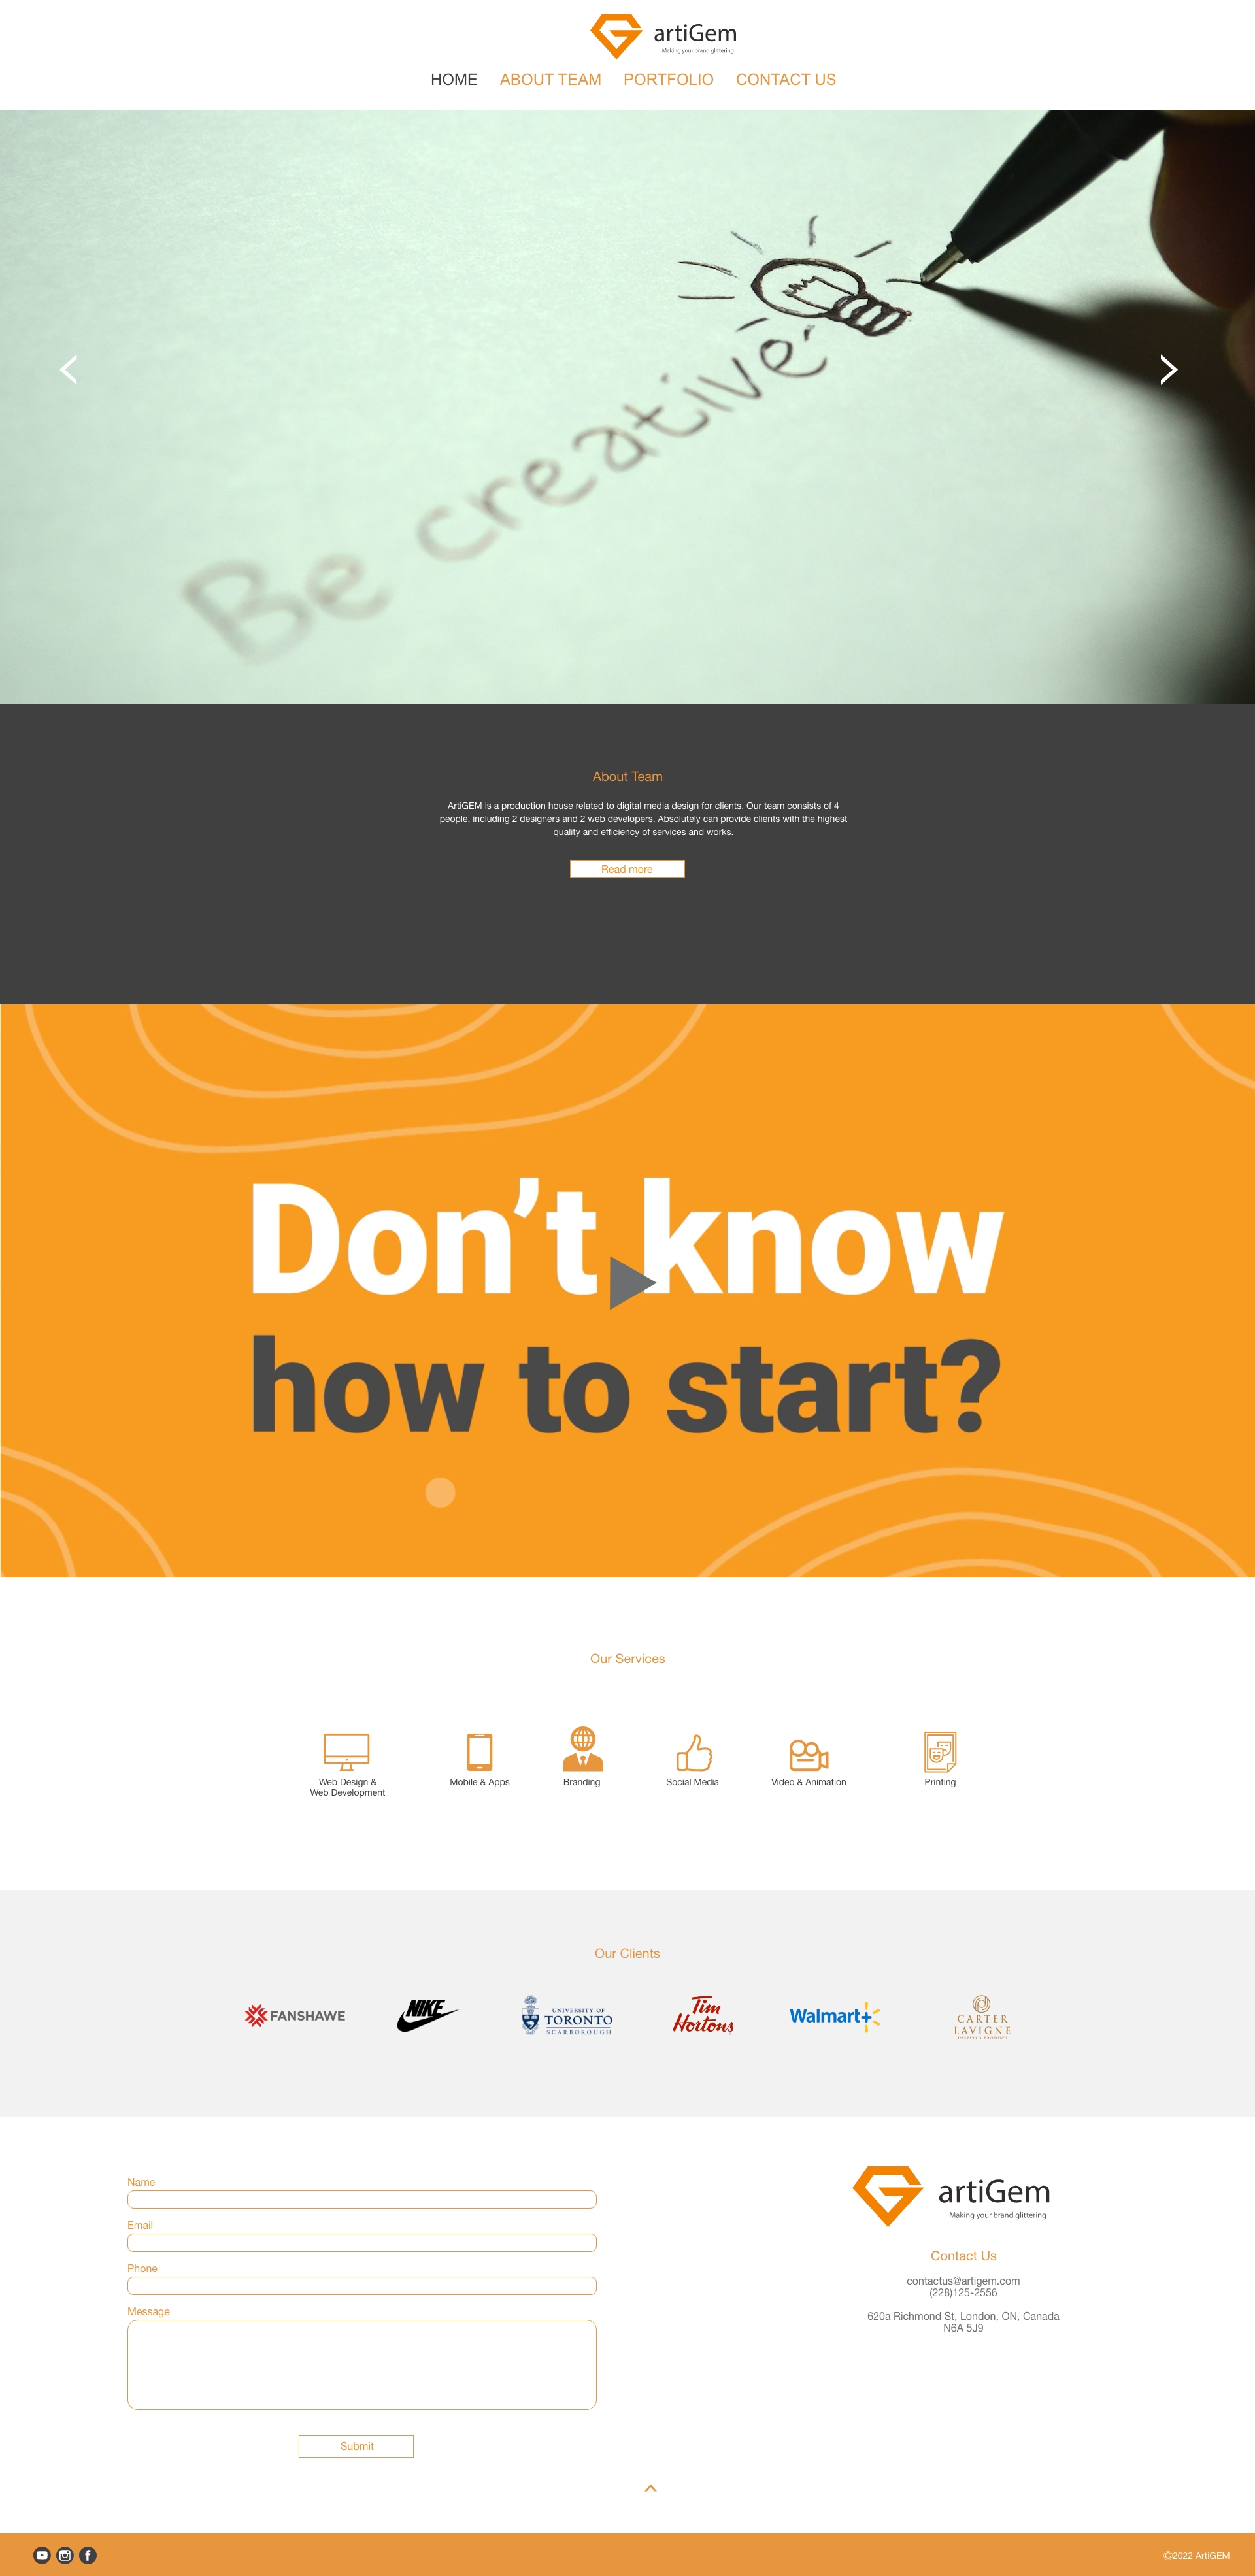 artiGem
Making your brand glittering
HOME ABOUT TEAM PORTFOLIO CONTACT US
Be creative
About Team
ArtiGEM is a production house related to digital media design for clients. Our team consists of 4
people, including 2 designers and 2 web developers. Absolutely can provide clients with the highest
quality and efficiency of services and works.
Read more
Don't know
how to start?
Our Services
Web Design &
Web Development
Mobile & Apps
Branding
Social Media
Video & Animation
Printing
Our Clients
FANSHAWE
NIKE
UNIVERSITY OF
TORONTO
SCARBOROUGH
Tim
Hortons
Walmart+
CARTER
LAVIGNE
INSPIRED PRODUCT
Name
Email
Phone
Message
Submit
artiGem
Making your brand glittering
Contact Us
contactus@artigem.com
(228)125-2556
620a Richmond St, London, ON, Canada
N6A 5J9
©2022 ArtiGEM